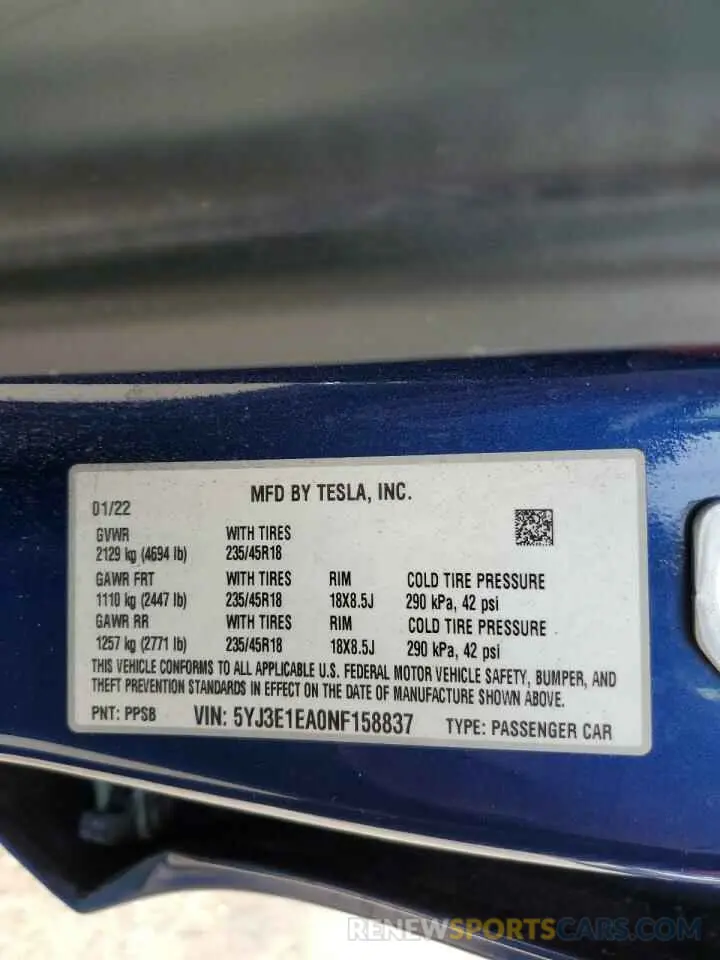 MFD BY TESLA, INC.
01/22
GVWR WITH TIRES
2129 kg (4694 lb) 235/45R18
GAWR FRT WITH TIRES RIM COLD TIRE PRESSURE
1110 kg (2447 lb) 235/45R18 18X8.5J 290 kPa, 42 psi
GAWR RR WITH TIRES RIM COLD TIRE PRESSURE
1257 kg (2771 lb) 235/45R18 18X8.5J 290 kPa, 42 psi
THIS VEHICLE CONFORMS TO ALL APPLICABLE U.S. FEDERAL MOTOR VEHICLE SAFETY, BUMPER, AND
THEFT PREVENTION STANDARDS IN EFFECT ON THE DATE OF MANUFACTURE SHOWN ABOVE.
PNT: PPSB VIN: 5YJ3E1EA0NF158837 TYPE: PASSENGER CAR
RENEWSPORTSCARS.COM